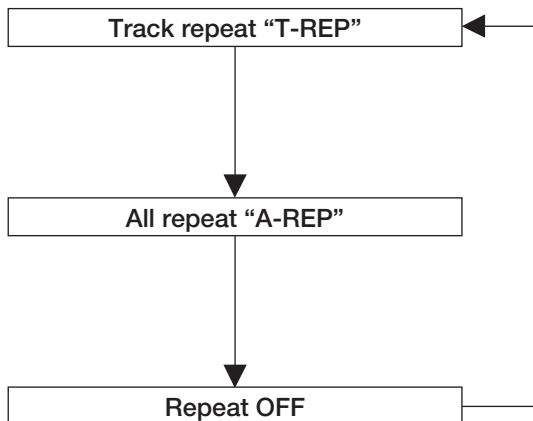 Track repeat “T-REP”
All repeat “A-REP”
Repeat OFF